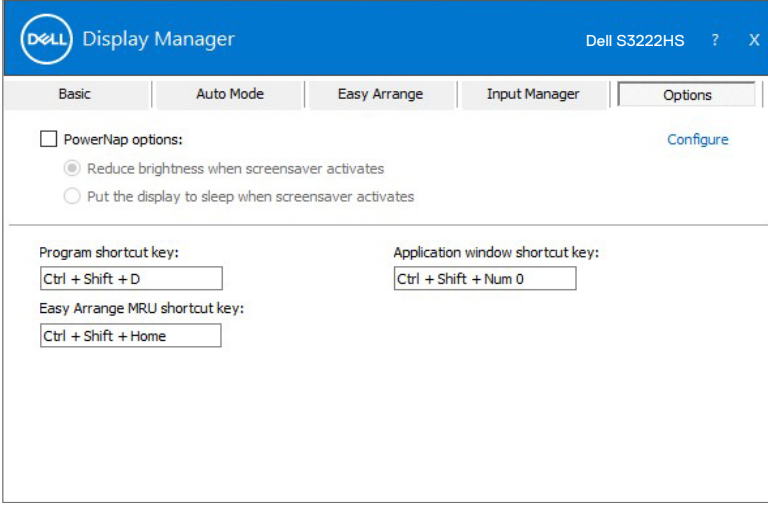 DELL Display Manager Dell S3222HS ? X
Basic Auto Mode Easy Arrange Input Manager Options
PowerNap options: Configure
Reduce brightness when screensaver activates
Put the display to sleep when screensaver activates
Program shortcut key: Application window shortcut key:
Ctrl + Shift + D Ctrl + Shift + Num 0
Easy Arrange MRU shortcut key:
Ctrl + Shift + Home